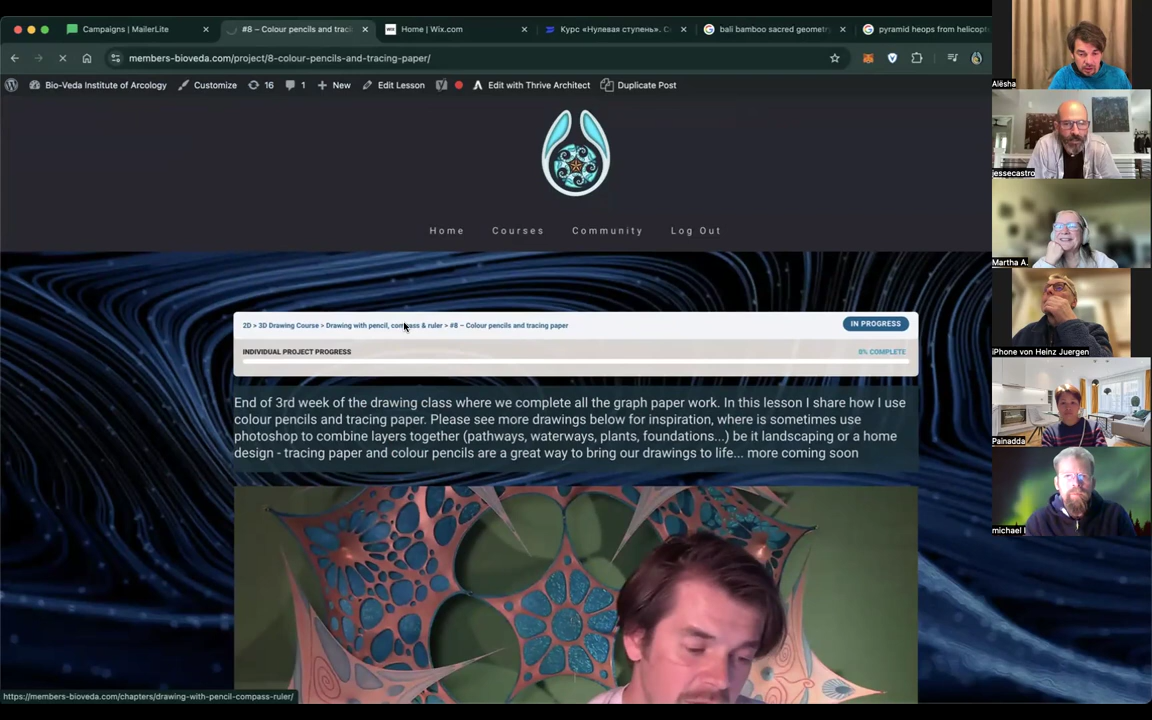 Campaigns | MailerLite
#8 – Colour pencils and traci
Home | Wix.com
Курс «Нулевая ступень». С
bali bamboo sacred geometr
pyramid heops from helicopt
members-bioveda.com/project/8-colour-pencils-and-tracing-paper/
Bio-Veda Institute of Arcology
Customize
16
1
New
Edit Lesson
Edit with Thrive Architect
Duplicate Post
Home
Courses
Community
Log Out
2D > 3D Drawing Course > Drawing with pencil, compass & ruler > #8 – Colour pencils and tracing paper
IN PROGRESS
INDIVIDUAL PROJECT PROGRESS
0% COMPLETE
End of 3rd week of the drawing class where we complete all the graph paper work. In this lesson I share how I use
colour pencils and tracing paper. Please see more drawings below for inspiration, where is sometimes use
photoshop to combine layers together (pathways, waterways, plants, foundations...) be it landscaping or a home
design - tracing paper and colour pencils are a great way to bring our drawings to life... more coming soon
https://members-bioveda.com/chapters/drawing-with-pencil-compass-ruler/
Alësha
jessecastro
Martha A.
iPhone von Heinz Juergen
Painadda
michael l